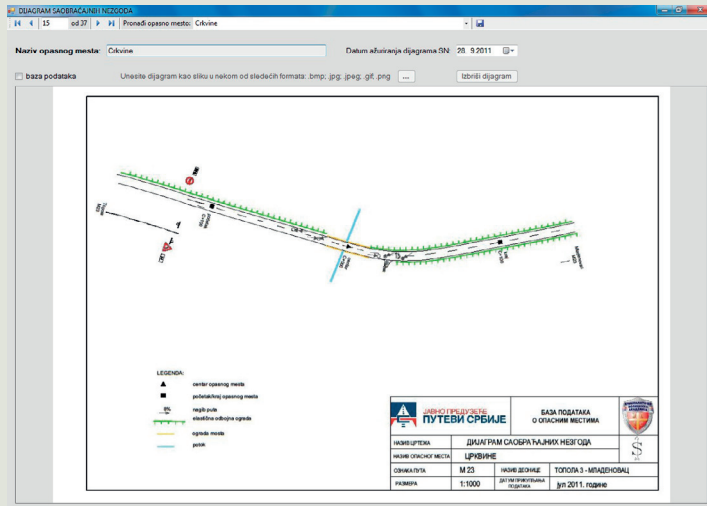 DIJAGRAM SAOBRAĆAJNIH NEZGODA
15 od 37 Pronađi opasno mesto: Crkvine
Naziv opasnog mesta: Crkvine Datum ažuriranja dijagrama SN: 28. 9.2011
baza podataka Unesite dijagram kao sliku u nekom od sledećih formata: .bmp; .jpg; .jpeg; .gif; .png ... Izbriši dijagram
LEGENDA:
centar opasnog mesta
početak/kraj opasnog mesta
0% nagib puta
elastična odbojna ograda
ograda mosta
potok
ЈАВНО ПРЕДУЗЕЋЕ
ПУТЕВИ СРБИЈЕ
БАЗА ПОДАТАКА
О ОПАСНИМ МЕСТИМА
НАЗИВ ЦРТЕЖА ДИЈАГРАМ САОБРАЋАЈНИХ НЕЗГОДА
НАЗИВ ОПАСНОГ МЕСТА ЦРКВИНЕ
ОЗНАКА ПУТА М 23 НАЗИВ ДЕОНИЦЕ ТОПОЛА 3 - МЛАДЕНОВАЦ
РАЗМЕРА 1:1000 ДАТУМ ПРИКУПЉАЊА ПОДАТАКА јул 2011. године